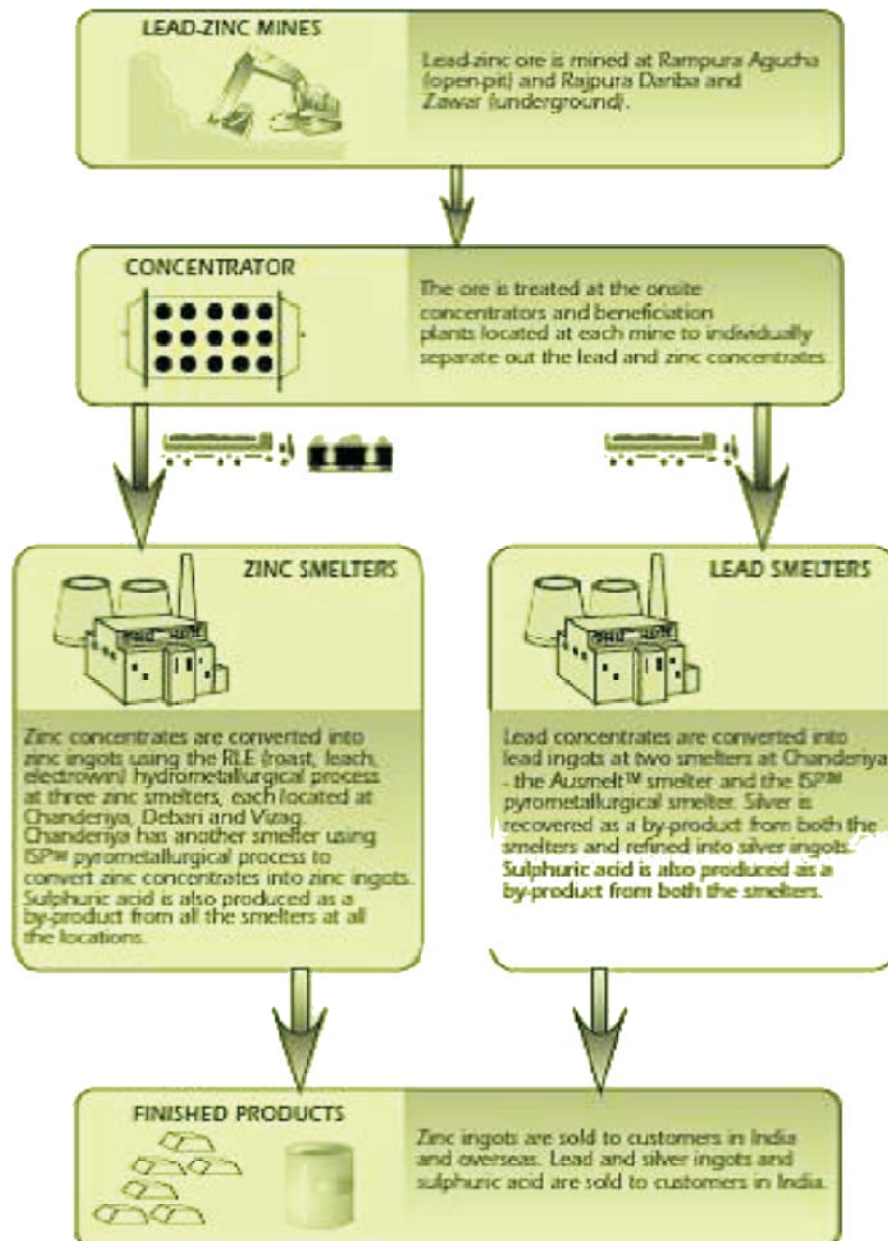 LEAD-ZINC MINES
Lead-zinc ore is mined at Rampura Agucha
(open-pit) and Rajpura Dariba and
Zawar (underground).
CONCENTRATOR
The ore is treated at the onsite
concentrators and beneficiation
plants located at each mine to individually
separate out the lead and zinc concentrates.
ZINC SMELTERS
Zinc concentrates are converted into
zinc ingots using the RLE (roast, leach,
electrowin) hydrometallurgical process
at three zinc smelters, each located at
Chanderiya, Debari and Vizag.
Chanderiya has another smelter using
ISP™ pyrometallurgical process to
convert zinc concentrates into zinc ingots.
Sulphuric acid is also produced as a
by-product from all the smelters at all
the locations.
LEAD SMELTERS
Lead concentrates are converted into
lead ingots at two smelters at Chanderiya
- the Ausmelt™ smelter and the ISP™
pyrometallurgical smelter. Silver is
recovered as a by-product from both the
smelters and refined into silver ingots.
Sulphuric acid is also produced as a
by-product from both the smelters.
FINISHED PRODUCTS
Zinc ingots are sold to customers in India
and overseas. Lead and silver ingots and
sulphuric acid are sold to customers in India.